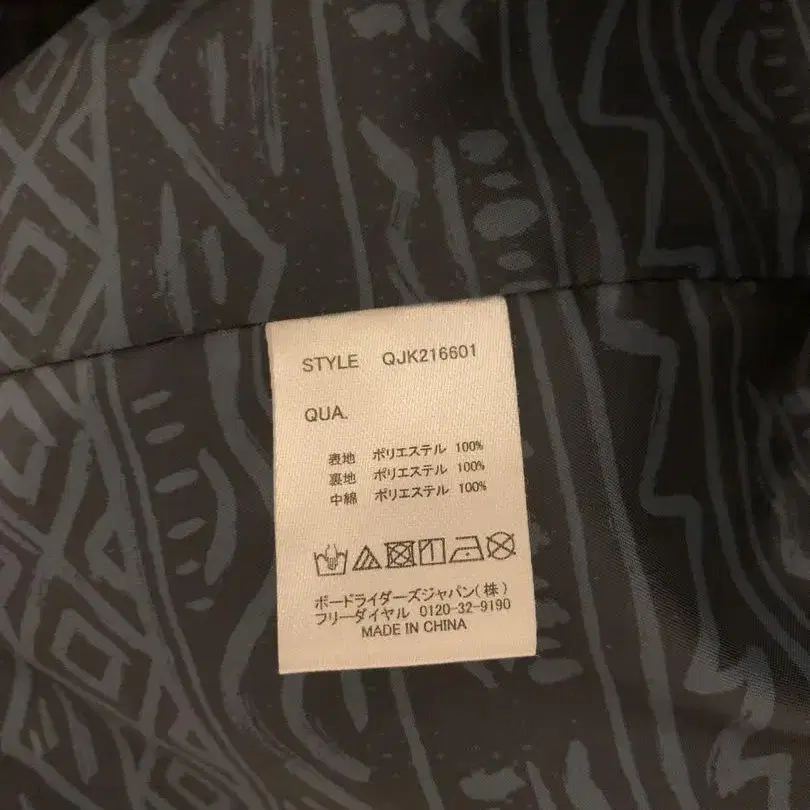 STYLE QJK216601
QUA.
表地 ポリエステル 100%
裏地 ポリエステル 100%
中綿 ポリエステル 100%
ボードライダーズジャパン(株)
フリーダイヤル 0120-32-9190
MADE IN CHINA